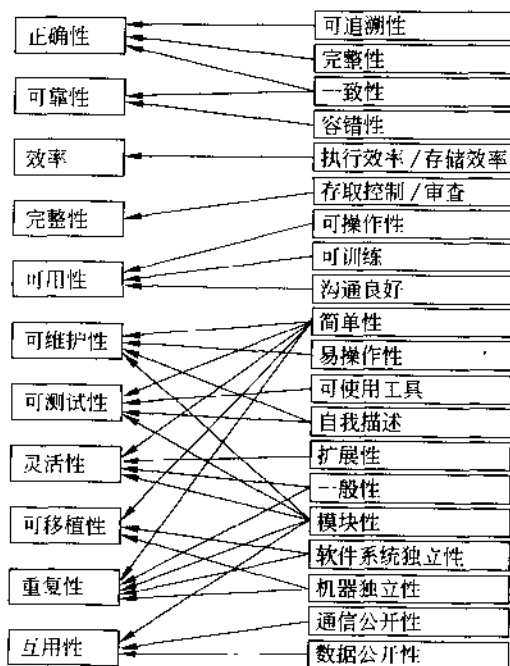 正确性
可靠性
效率
完整性
可用性
可维护性
可测试性
灵活性
可移植性
重复性
互用性
可追溯性
完整性
一致性
容错性
执行效率/存储效率
存取控制/审查
可操作性
可训练
沟通良好
简单性
易操作性
可使用工具
自我描述
扩展性
一般性
模块性
软件系统独立性
机器独立性
通信公开性
数据公开性